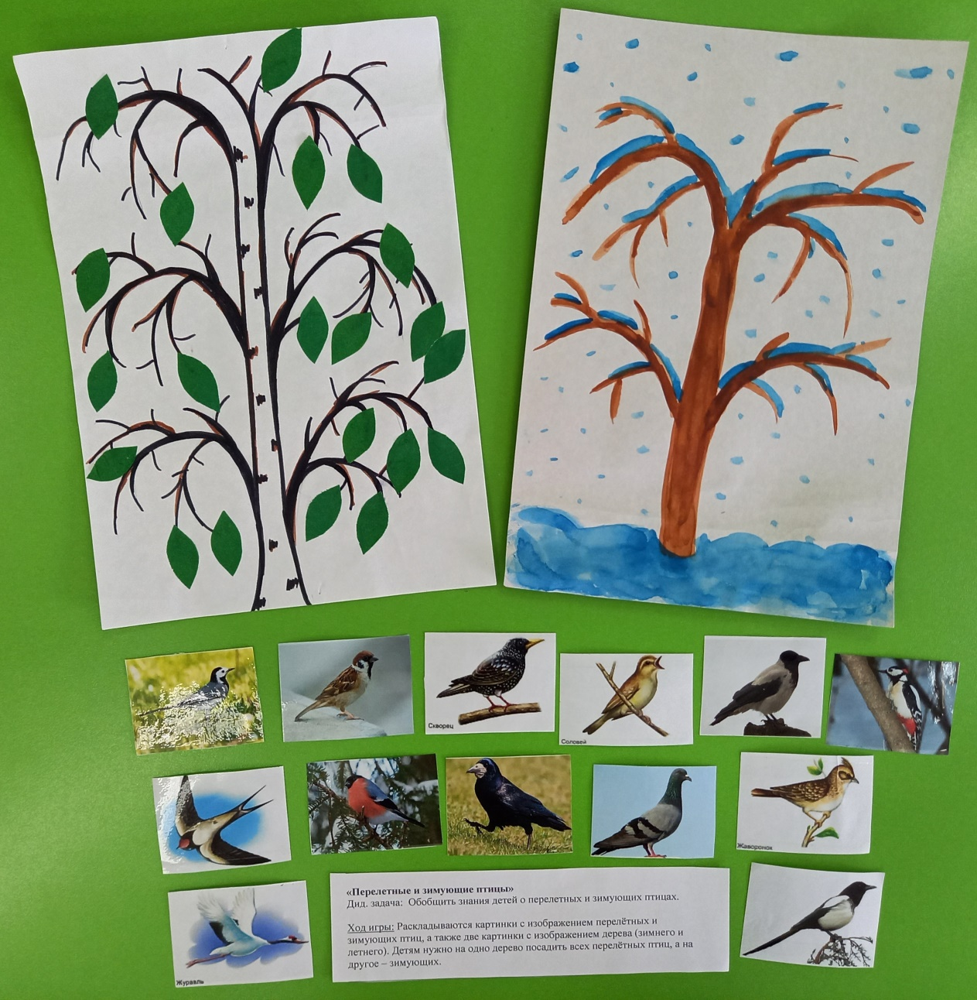 Скворец
Соловей
Жаворонок
«Перелетные и зимующие птицы»
Дид. задача: Обобщить знания детей о перелетных и зимующих птицах.
Ход игры: Раскладываются картинки с изображением перелётных и
зимующих птиц, а также две картинки с изображением дерева (зимнего и
летнего). Детям нужно на одно дерево посадить всех перелётных птиц, а на
другое – зимующих.
Журавль